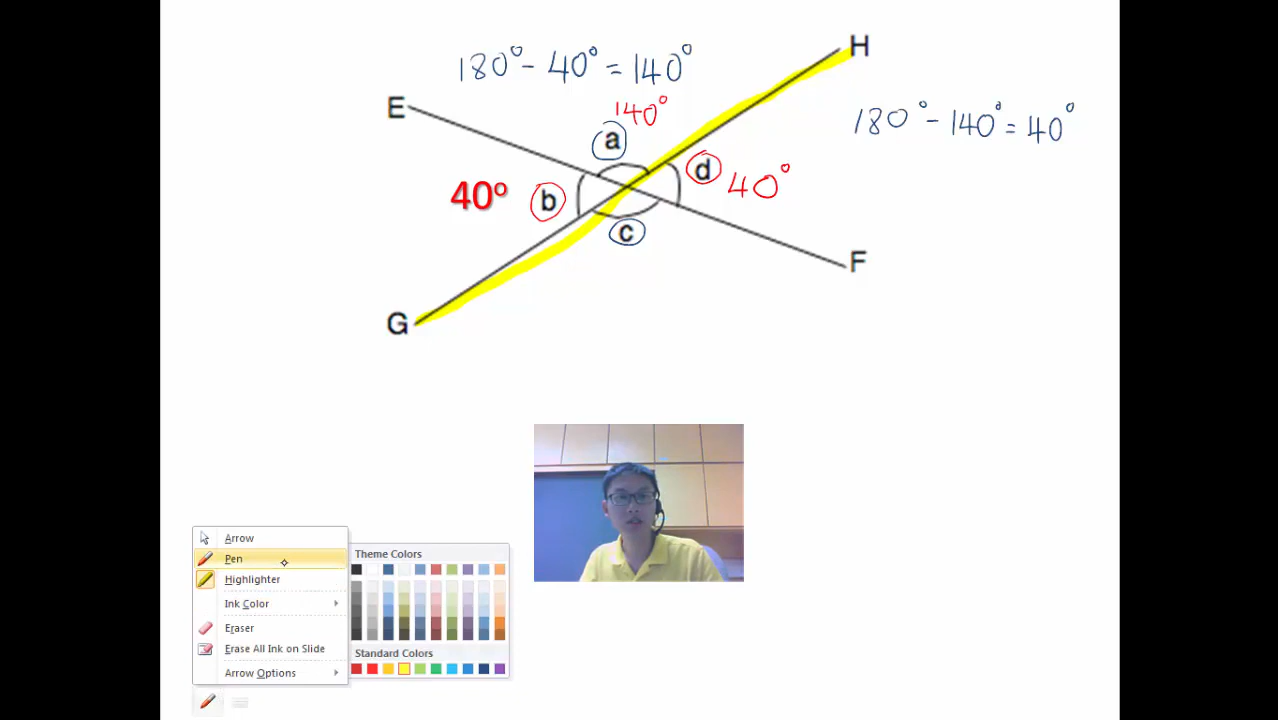 180° - 40° = 140°
H
E
140°
180° - 140° = 40°
a
d
40°
40°
b
c
F
G
Arrow
Pen
Highlighter
Ink Color
Eraser
Erase All Ink on Slide
Arrow Options
Theme Colors
Standard Colors